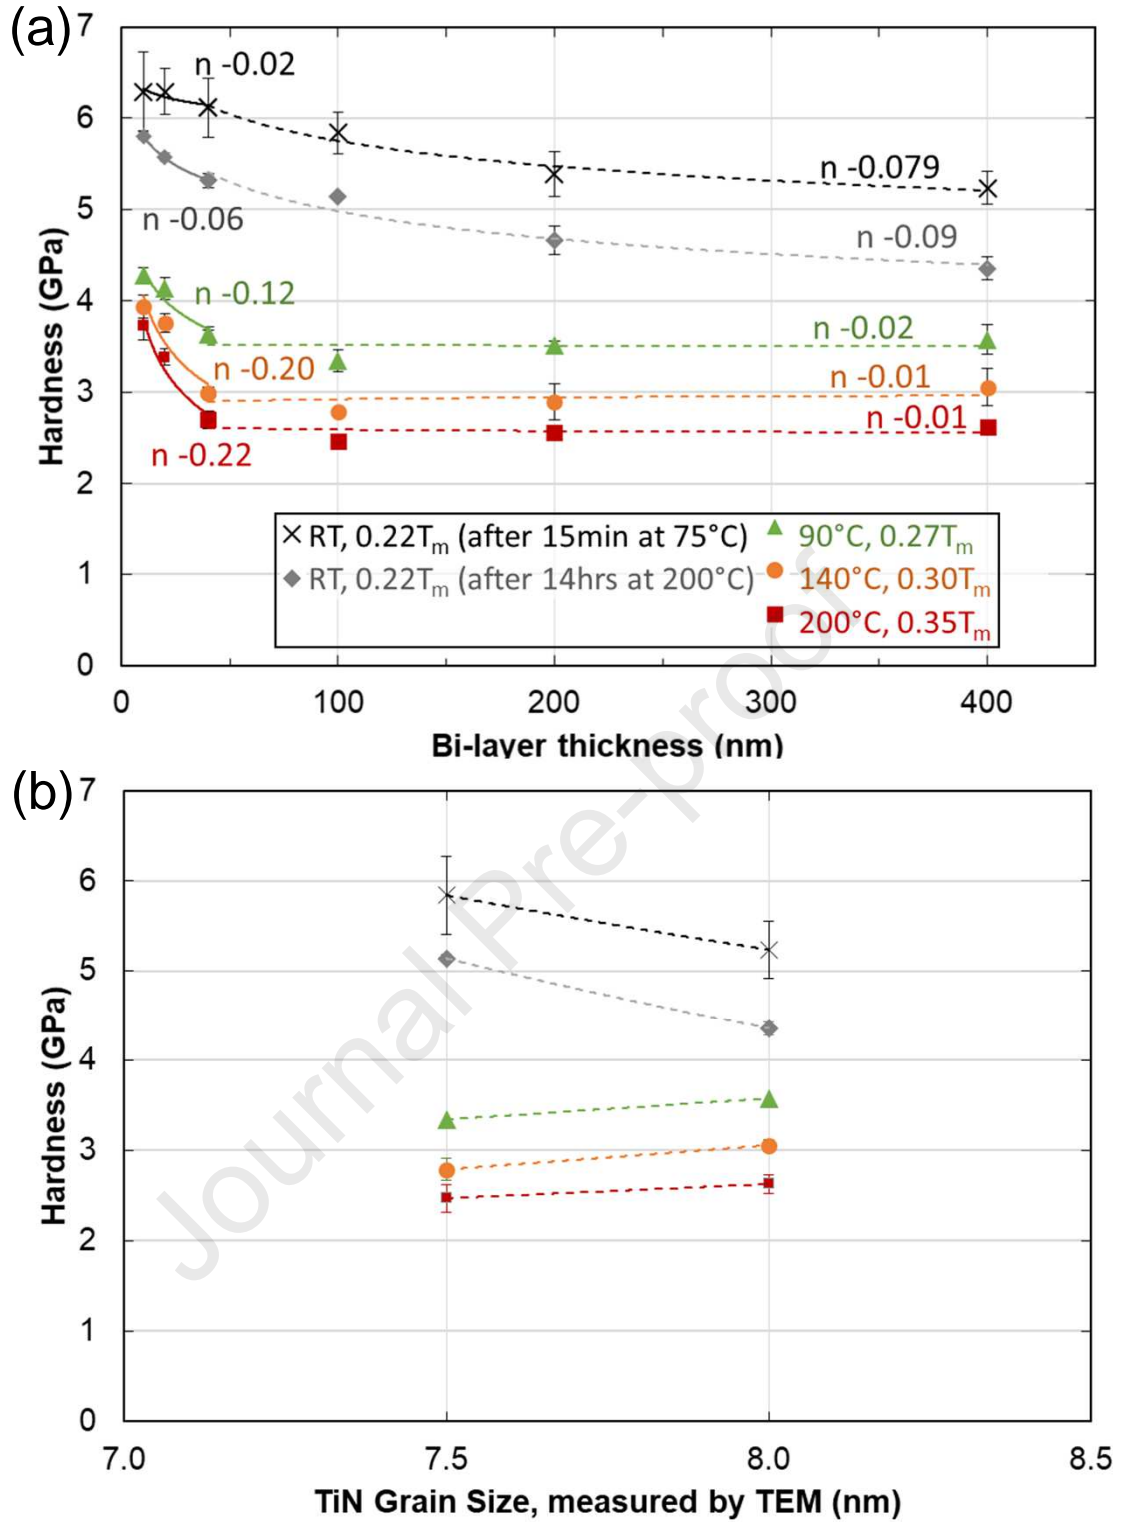 (a)
7
6
5
4
3
2
1
0
Hardness (GPa)
n -0.02
n -0.079
n -0.06
n -0.09
n -0.12
n -0.02
n -0.20
n -0.01
n -0.01
n -0.22
RT, 0.22Tm (after 15min at 75°C)
RT, 0.22Tm (after 14hrs at 200°C)
90°C, 0.27Tm
140°C, 0.30Tm
200°C, 0.35Tm
0 100 200 300 400
Bi-layer thickness (nm)
(b)
7
6
5
4
3
2
1
0
Hardness (GPa)
7.0 7.5 8.0 8.5
TiN Grain Size, measured by TEM (nm)
Journal Pre-proof